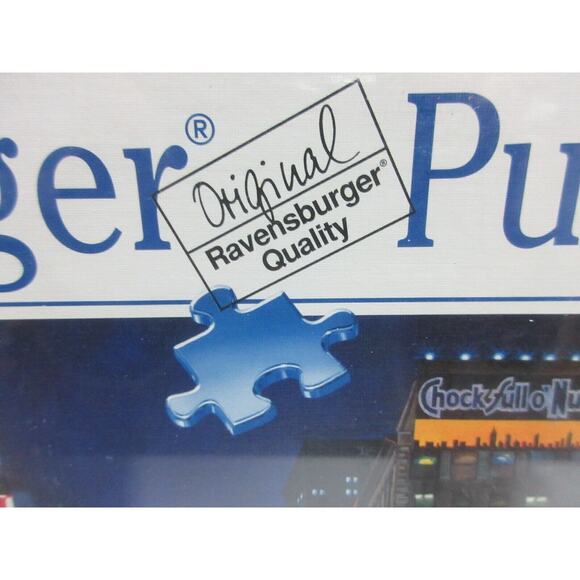 ger® Pu
Original
Ravensburger®
Quality
Chock full o' Nu